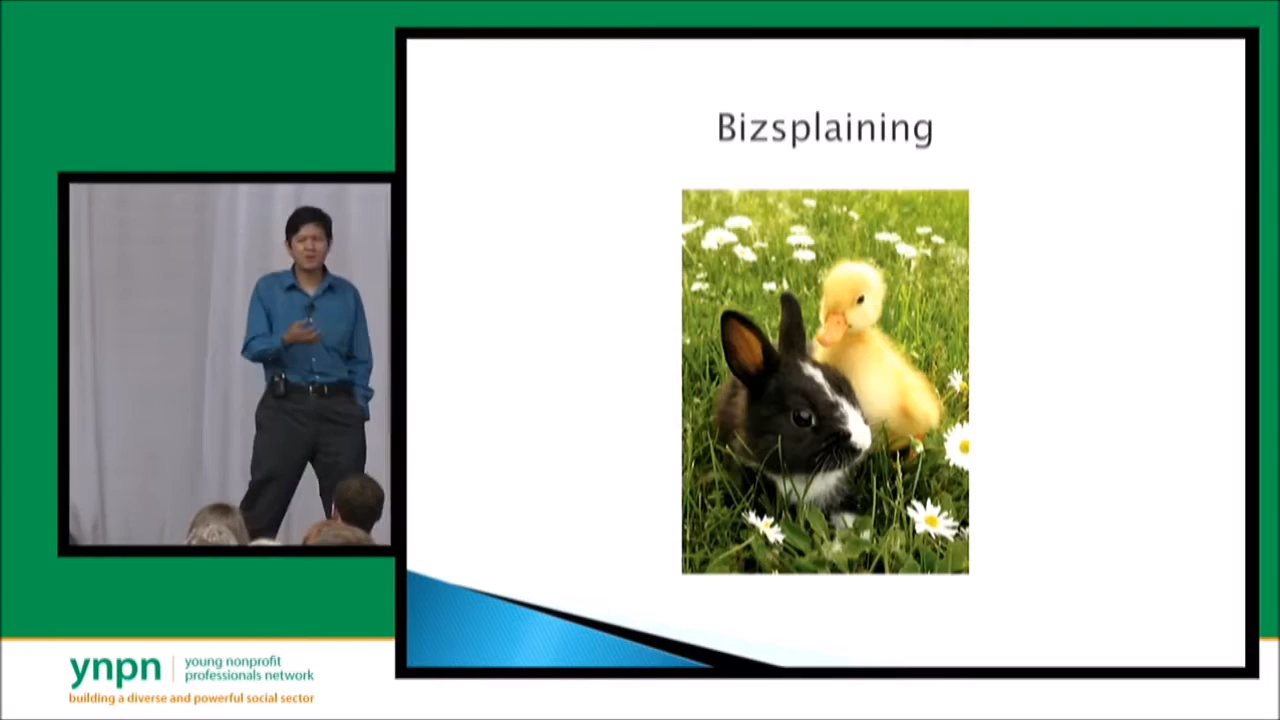 Bizsplaining
ynpn
young nonprofit
professionals network
building a diverse and powerful social sector